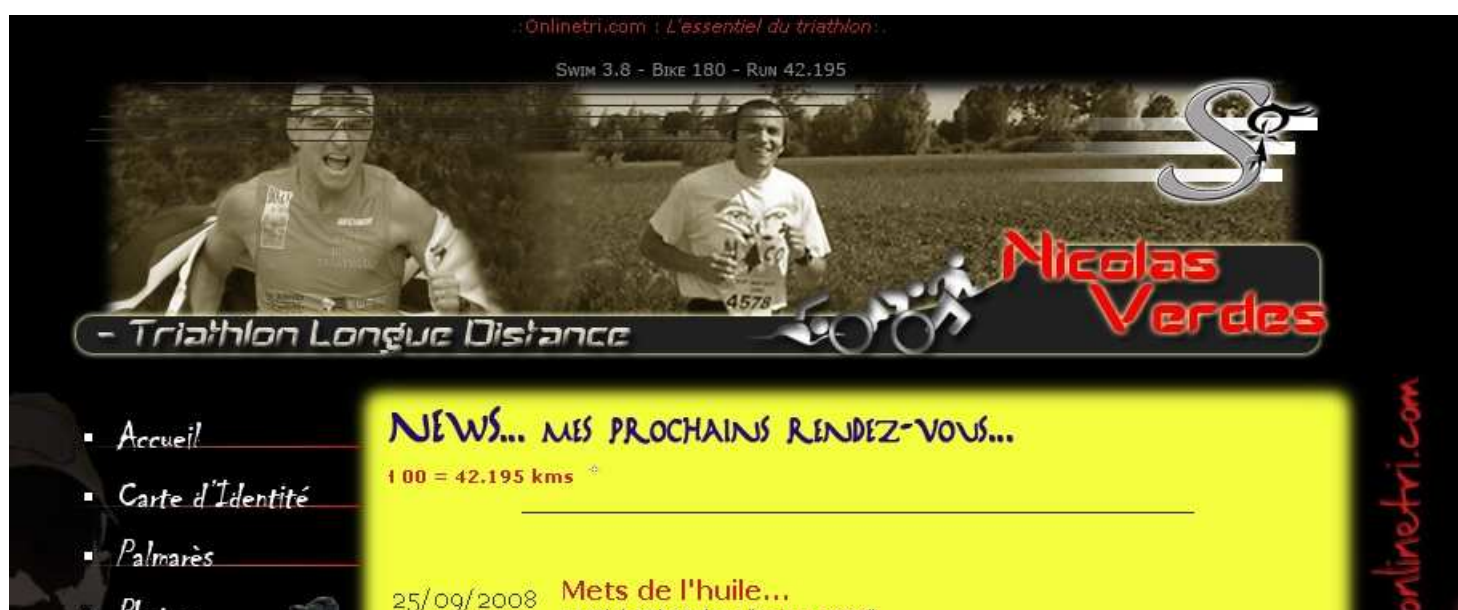 .:Onlinetri.com : L'essentiel du triathlon:.
Swim 3.8 - Bike 180 - Run 42.195
4578
Nicolas
Verdes
- Triathlon Longue Distance
Accueil
Carte d'Identité
Palmarès
NEWS... MES PROCHAINS RENDEZ-VOUS...
100 = 42.195 kms
25/09/2008 Mets de l'huile...
onlinetri.com